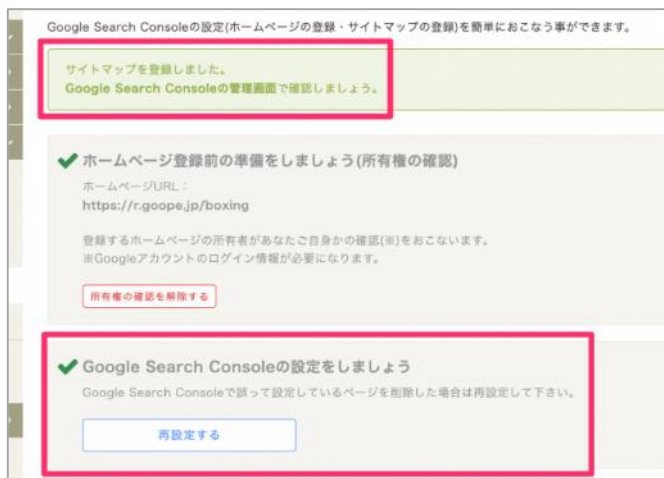 Google Search Consoleの設定(ホームページの登録・サイトマップの登録)を簡単におこなう事ができます。
サイトマップを登録しました。
Google Search Consoleの管理画面で確認しましょう。
ホームページ登録前の準備をしましょう(所有権の確認)
ホームページURL：
https://r.goope.jp/boxing
登録するホームページの所有者があなたご自身かの確認(※)をおこないます。
※Googleアカウントのログイン情報が必要になります。
所有権の確認を解除する
Google Search Consoleの設定をしましょう
Google Search Consoleで誤って設定しているページを削除した場合は再設定して下さい。
再設定する